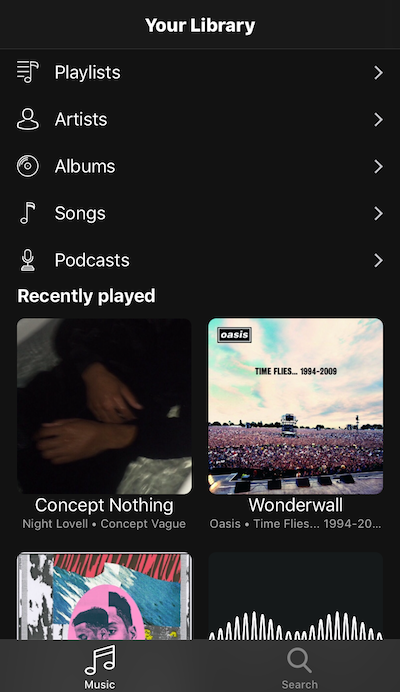 Your Library
Playlists
Artists
Albums
Songs
Podcasts
Recently played
oasis
TIME FLIES... 1994-2009
Concept Nothing
Wonderwall
Night Lovell • Concept Vague
Oasis • Time Flies... 1994-20...
Music
Search